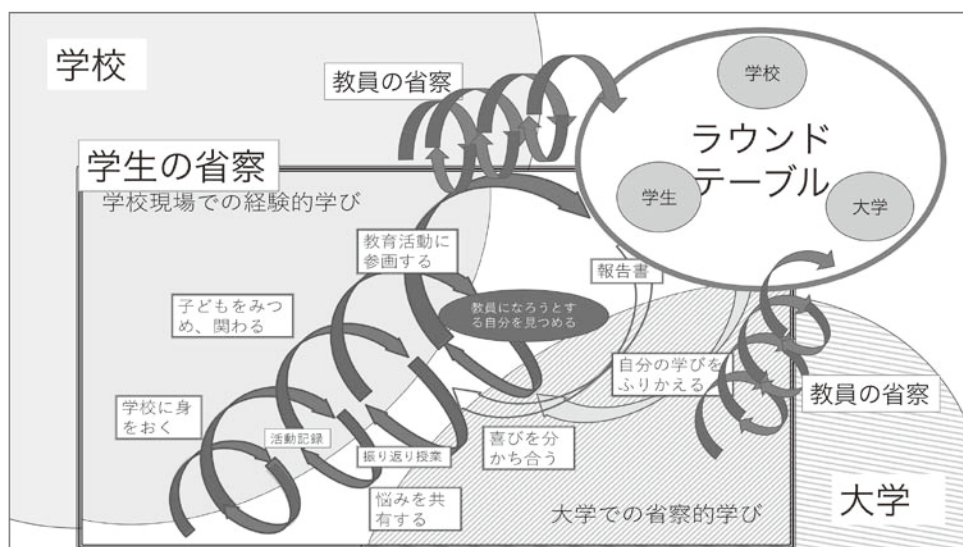 学校
教員の省察
学校
ラウンド
テーブル
学生
大学
学生の省察
学校現場での経験的学び
教育活動に
参画する
報告書
子どもをみつ
め、関わる
教員になろうとす
る自分を見つめる
自分の学びを
ふりかえる
教員の省察
学校に身
をおく
活動記録
振り返り授業
喜びを分
かち合う
悩みを共
有する
大学での省察的学び
大学